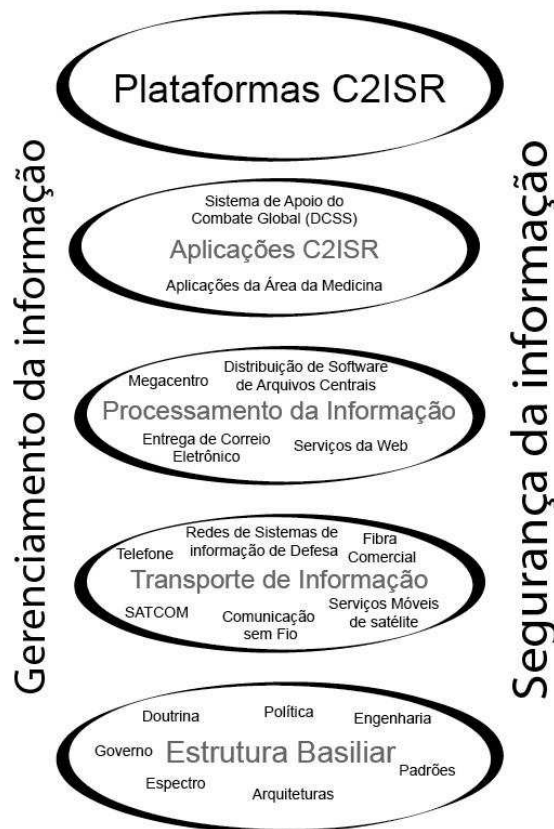 Plataformas C2ISR
Gerenciamento da informação
Segurança da informação
Sistema de Apoio do
Combate Global (DCSS)
Aplicações C2ISR
Aplicações da Área da Medicina
Megacentro
Distribuição de Software
de Arquivos Centrais
Processamento da Informação
Entrega de Correio
Eletrônico
Serviços da Web
Telefone
Redes de Sistemas de
informação de Defesa
Fibra
Comercial
Transporte de Informação
SATCOM
Comunicação
sem Fio
Serviços Móveis
de satélite
Doutrina
Política
Engenharia
Governo
Estrutura Basiliar
Padrões
Espectro
Arquiteturas